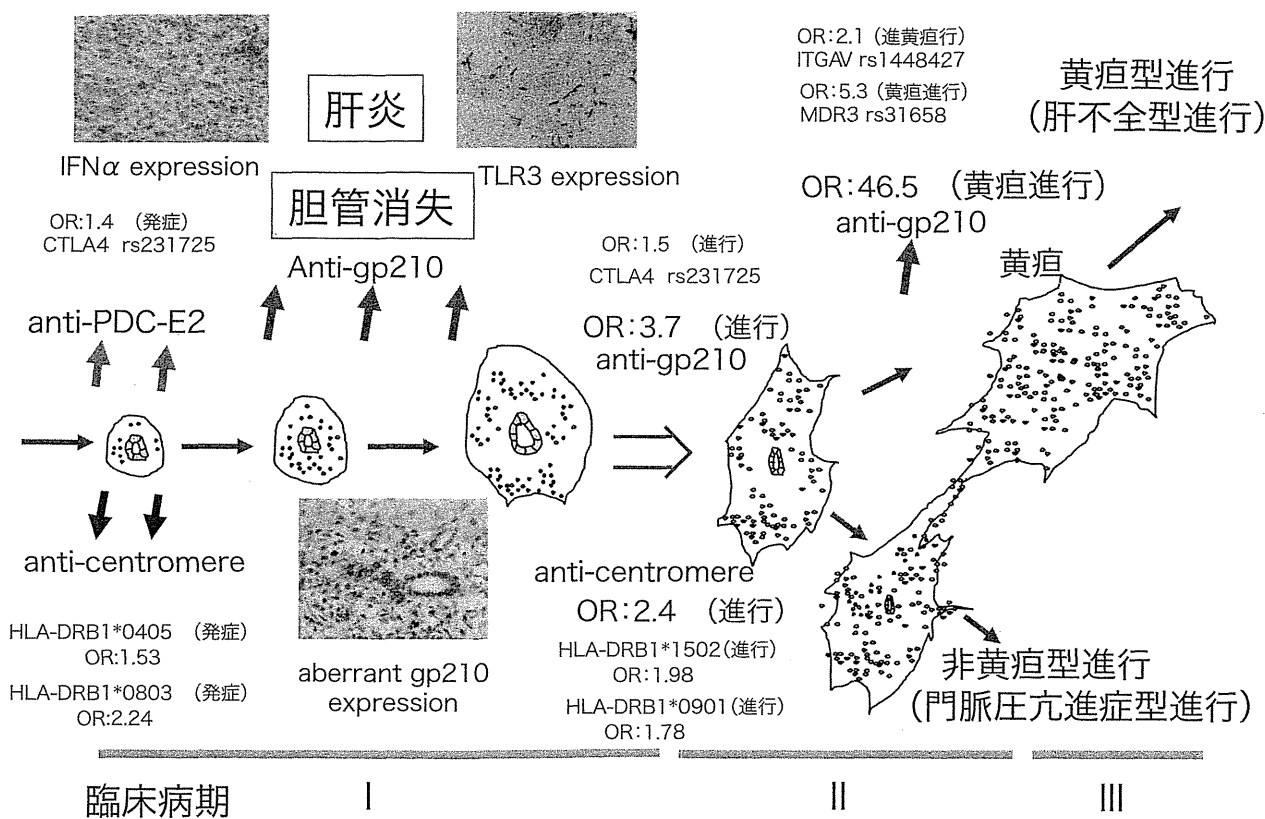 肝炎
IFNα expression
胆管消失
TLR3 expression
OR:1.4 (発症)
CTLA4 rs231725
Anti-gp210
anti-PDC-E2
anti-centromere
HLA-DRB1*0405 (発症)
OR:1.53
HLA-DRB1*0803 (発症)
OR:2.24
aberrant gp210
expression
OR:1.5 (進行)
CTLA4 rs231725
OR:3.7 (進行)
anti-gp210
anti-centromere
OR:2.4 (進行)
HLA-DRB1*1502(進行)
OR:1.98
HLA-DRB1*0901(進行)
OR:1.78
OR:2.1 (進黄疸行)
ITGAV rs1448427
OR:5.3 (黄疸進行)
MDR3 rs31658
OR:46.5 (黄疸進行)
anti-gp210
黄疸型進行
(肝不全型進行)
黄疸
非黄疸型進行
(門脈圧亢進症型進行)
臨床病期 I II III